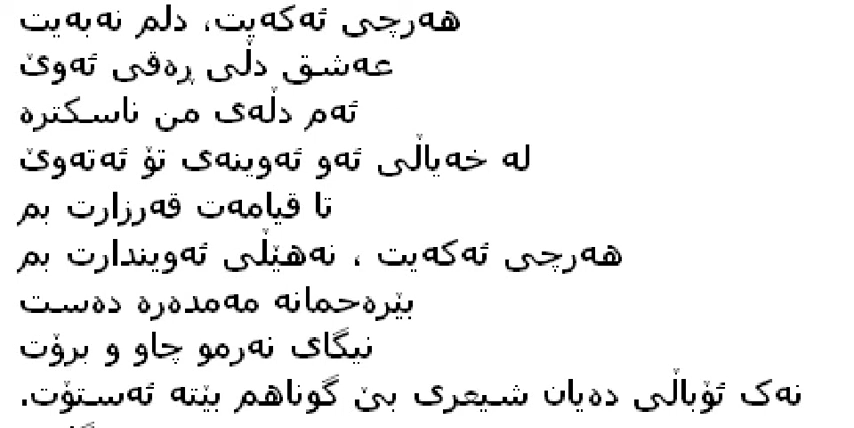 هەرچی ئەکەیت، دلم نەبەیت
عەشق دڵی ڕەقی ئەوێ
ئەم دڵەی من ناسکترە
لە خەیاڵی ئەو ئەوینەی تۆ ئەتەوێ
تا قیامەت قەرزارت بم
هەرچی ئەکەیت ، نەهێڵی ئەویندارت بم
بێرەحمانە مەمدەرە دەست
نیگای نەرمو چاو و برۆت
نەک ئۆباڵی دەیان شیعری بێ گوناهم بێتە ئەستۆت.